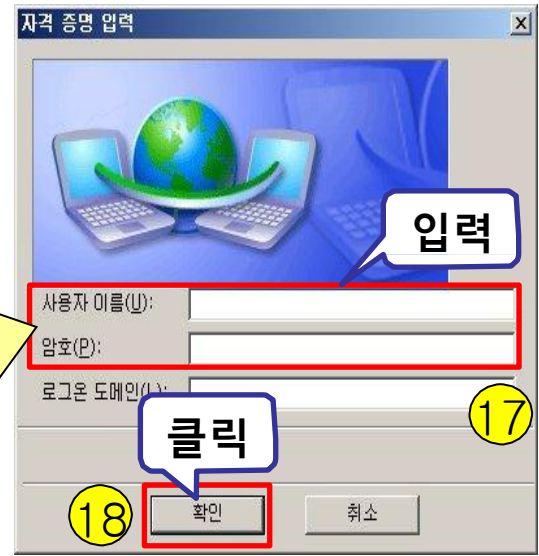 자격 증명 입력
입력
사용자 이름(U):
암호(P):
로그온 도메인(L):
17
클릭
18
확인
취소